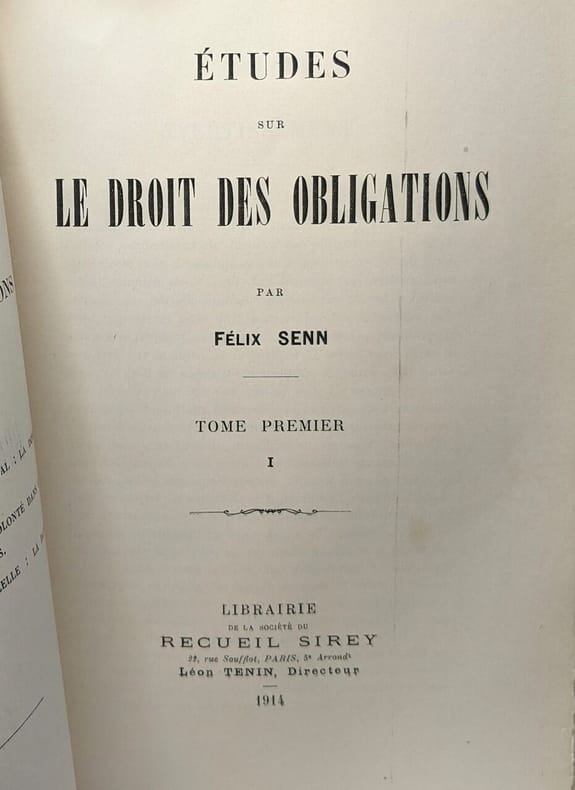 ÉTUDES
SUR
LE DROIT DES OBLIGATIONS
PAR
FÉLIX SENN
TOME PREMIER
I
LIBRAIRIE
DE LA SOCIÉTÉ DU
RECUEIL SIREY
22, rue Soufflot, PARIS, 5e Arrondt
Léon TENIN, Directeur
1914